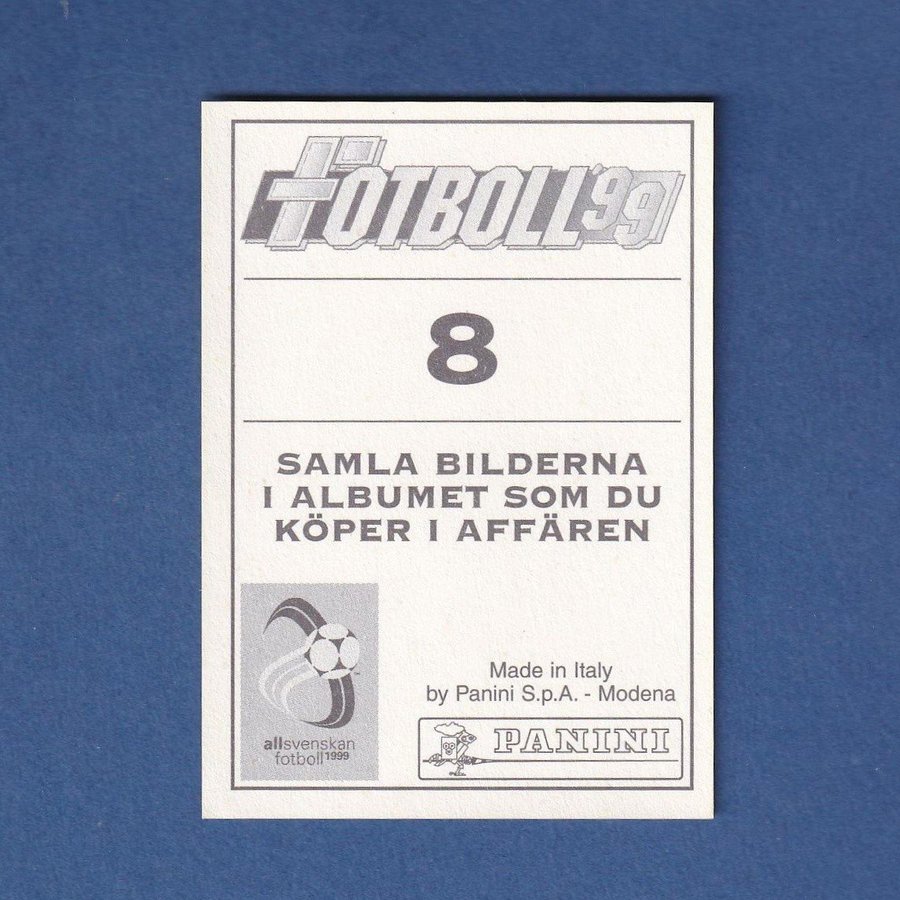 FOTBOLL'99
8
SAMLA BILDERNA
I ALBUMET SOM DU
KÖPER I AFFÄREN
allsvenskan
fotboll 1999
Made in Italy
by Panini S.p.A. - Modena
PANINI